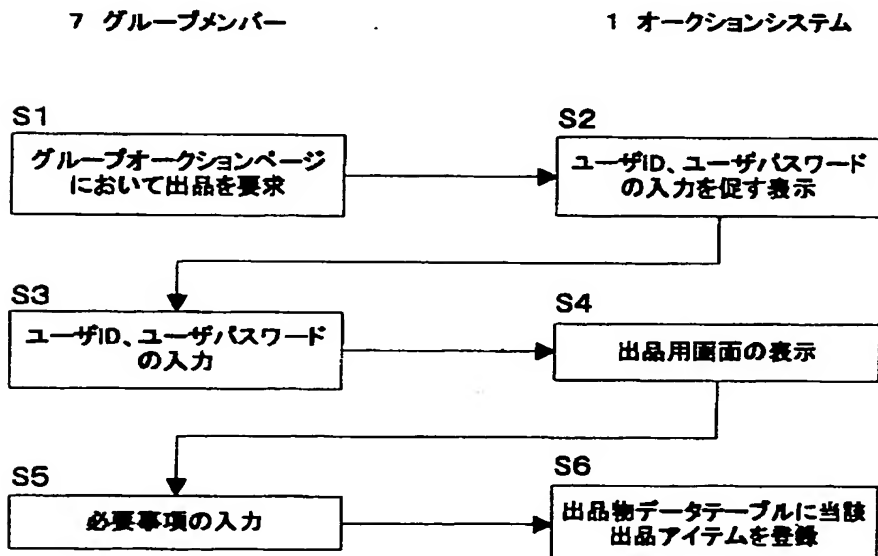 7 グループメンバー
1 オークションシステム
S1
グループオークションページ
において出品を要求
S2
ユーザID、ユーザパスワード
の入力を促す表示
S3
ユーザID、ユーザパスワード
の入力
S4
出品用画面の表示
S5
必要事項の入力
S6
出品物データテーブルに当該
出品アイテムを登録